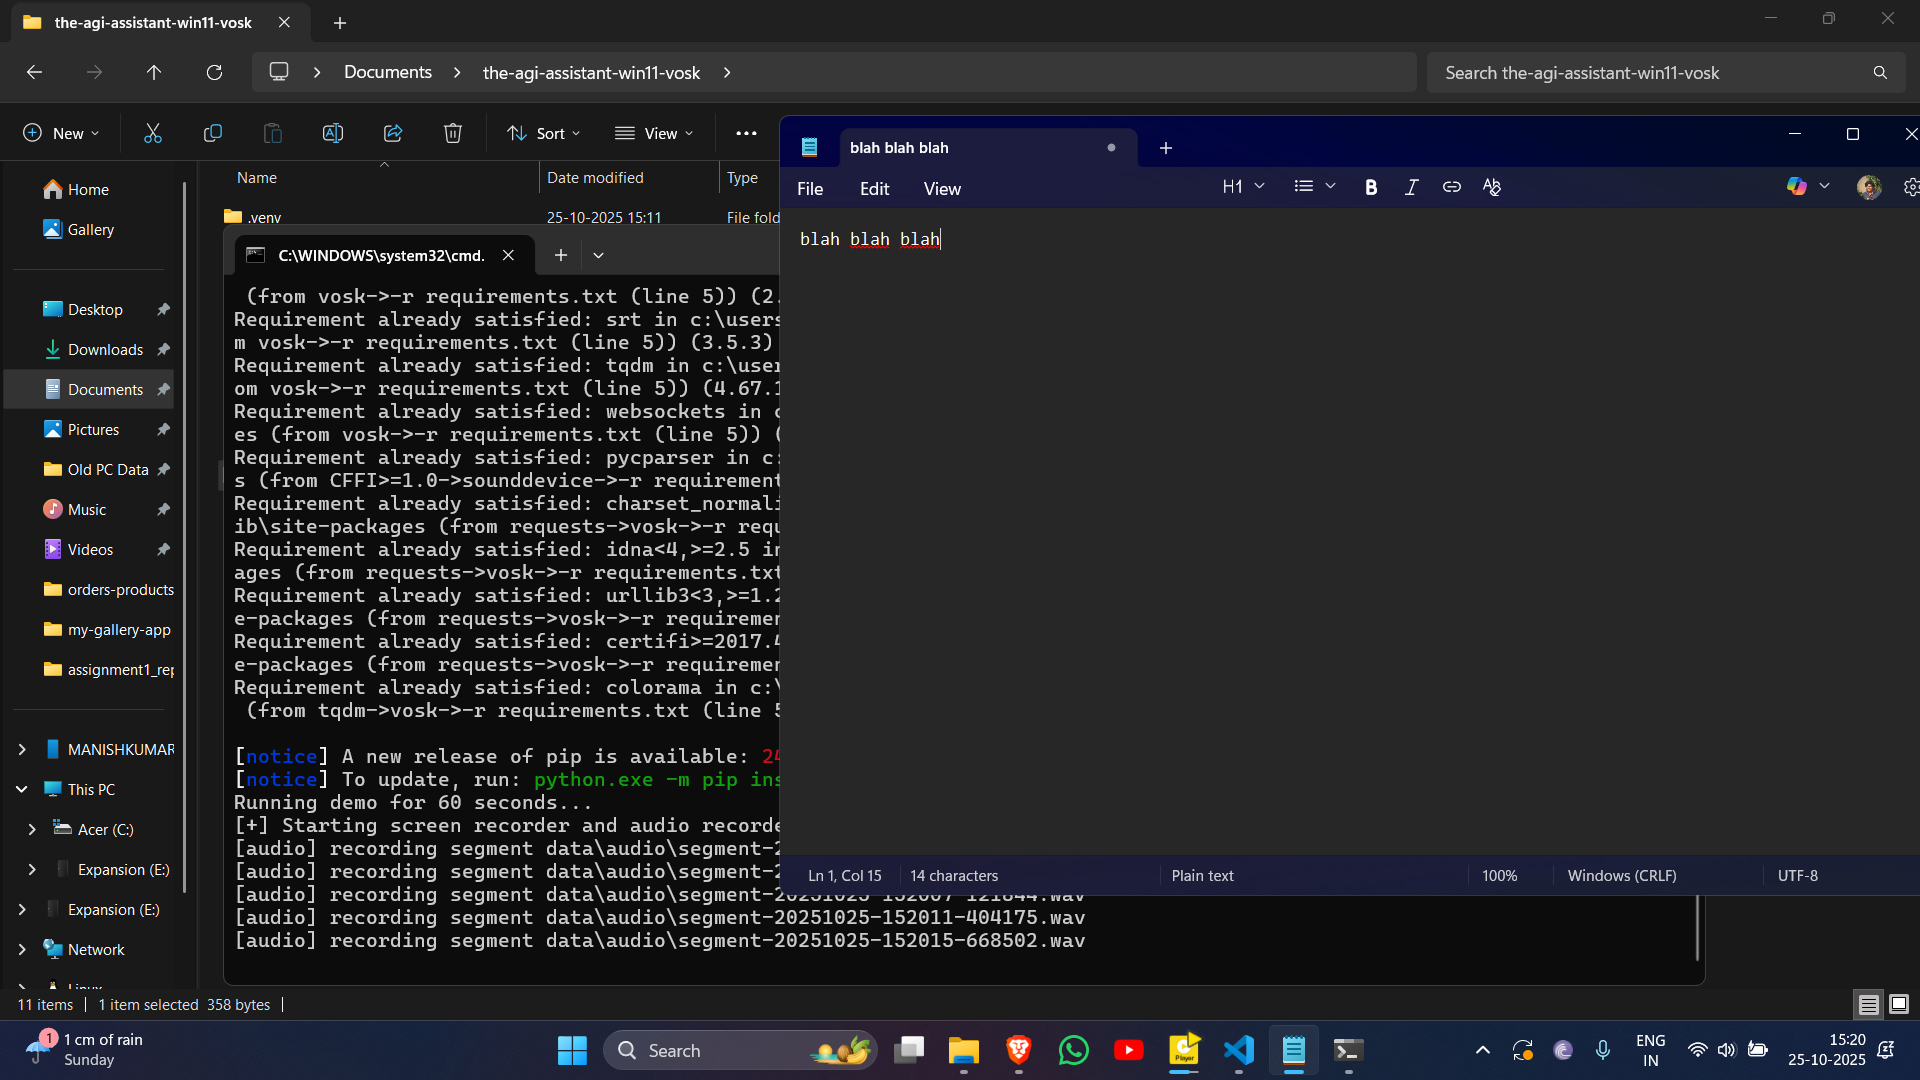 the-agi-assistant-win11-vosk
Documents
the-agi-assistant-win11-vosk
Search the-agi-assistant-win11-vosk
New
Sort
View
Name
Date modified
Type
.venv
25-10-2025 15:11
File fold
Home
Gallery
Desktop
Downloads
Documents
Pictures
Old PC Data
Music
Videos
orders-products
my-gallery-app
assignment1_rep
MANISHKUMAR
This PC
Acer (C:)
Expansion (E:)
Expansion (E:)
Network
Linux
C:\WINDOWS\system32\cmd.
(from vosk->-r requirements.txt (line 5)) (2.
Requirement already satisfied: srt in c:\users
m vosk->-r requirements.txt (line 5)) (3.5.3)
Requirement already satisfied: tqdm in c:\user
om vosk->-r requirements.txt (line 5)) (4.67.1
Requirement already satisfied: websockets in c
es (from vosk->-r requirements.txt (line 5)) (
Requirement already satisfied: pycparser in c:
s (from CFFI>=1.0->sounddevice->-r requirement
Requirement already satisfied: charset_normali
ib\site-packages (from requests->vosk->-r requ
Requirement already satisfied: idna<4,>=2.5 in
ages (from requests->vosk->-r requirements.txt
Requirement already satisfied: urllib3<3,>=1.2
e-packages (from requests->vosk->-r requiremen
Requirement already satisfied: certifi>=2017.4
e-packages (from requests->vosk->-r requiremen
Requirement already satisfied: colorama in c:\
(from tqdm->vosk->-r requirements.txt (line 5
[notice] A new release of pip is available: 24
[notice] To update, run: python.exe -m pip ins
Running demo for 60 seconds...
[+] Starting screen recorder and audio recorde
[audio] recording segment data\audio\segment-2
[audio] recording segment data\audio\segment-2
[audio] recording segment data\audio\segment-20251025-152007-121844.wav
[audio] recording segment data\audio\segment-20251025-152011-404175.wav
[audio] recording segment data\audio\segment-20251025-152015-668502.wav
blah blah blah
File
Edit
View
H1
B
blah blah blah
Ln 1, Col 15
14 characters
Plain text
100%
Windows (CRLF)
UTF-8
11 items
1 item selected 358 bytes
1
1 cm of rain
Sunday
Search
Player
ENG
IN
15:20
25-10-2025